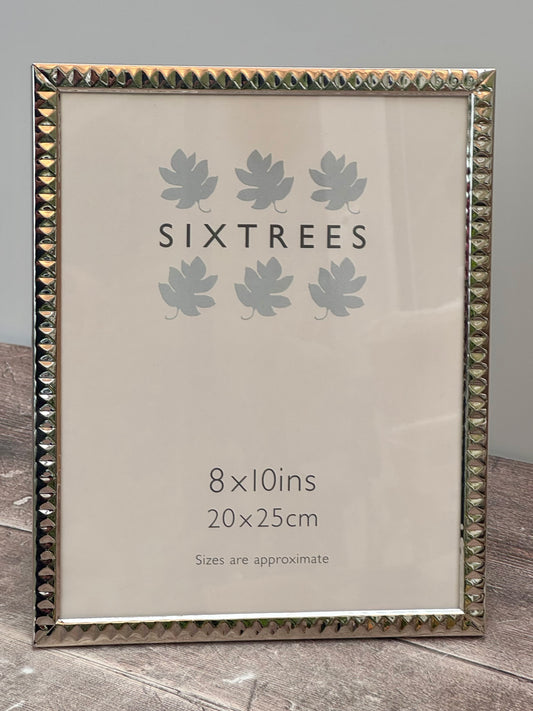 SIXTREES
8x10ins
20x25cm
Sizes are approximate